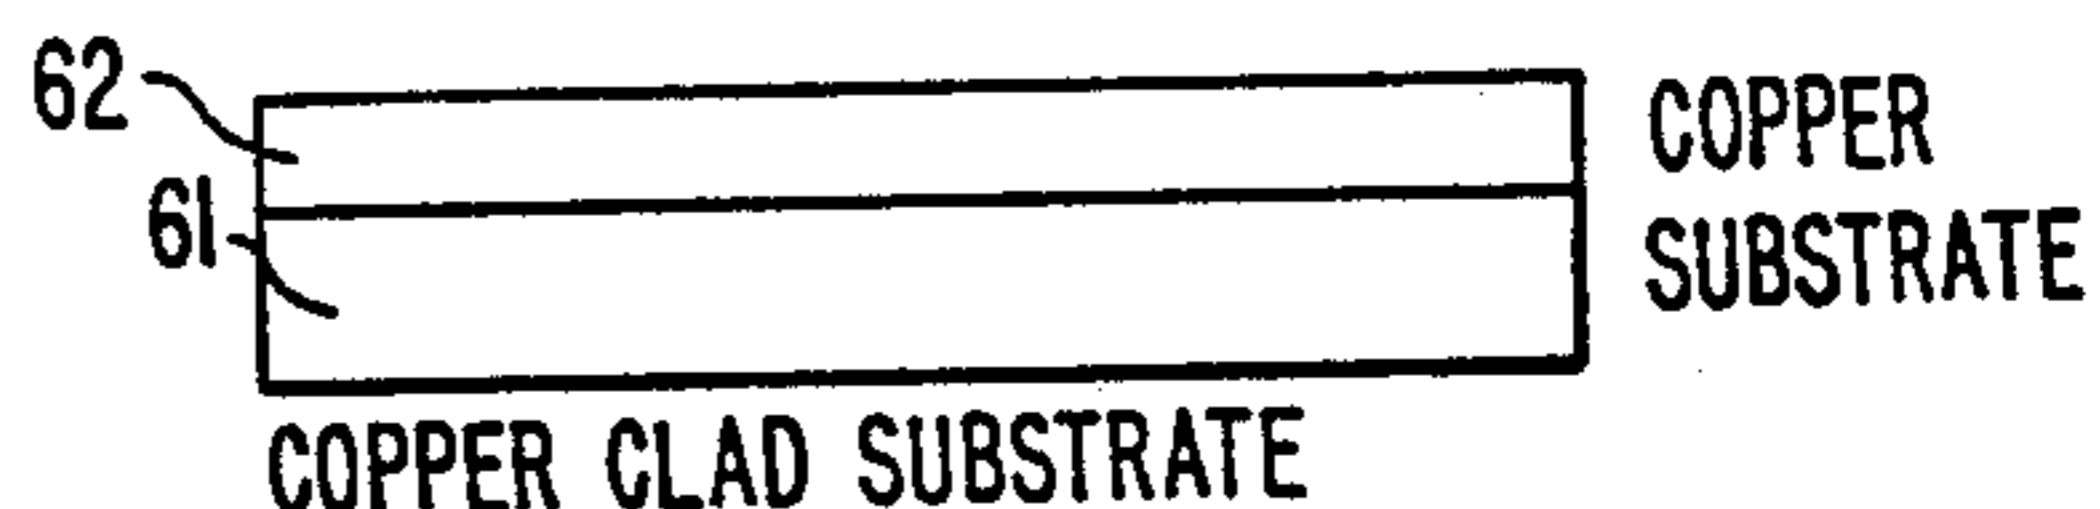 62
COPPER
61
SUBSTRATE
COPPER CLAD SUBSTRATE